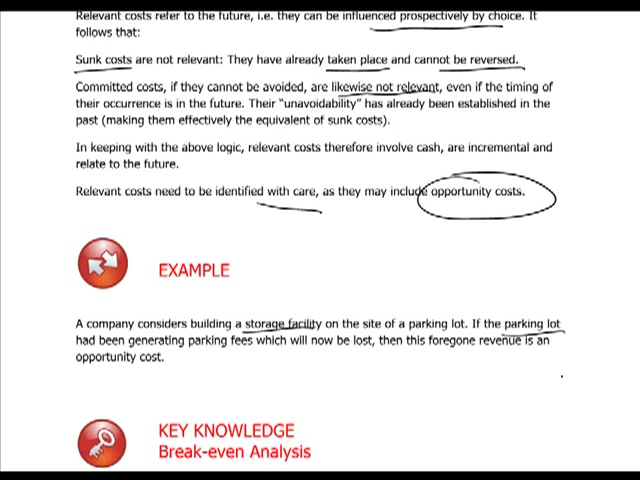 Relevant costs refer to the future, i.e. they can be influenced prospectively by choice. It
follows that:
Sunk costs are not relevant: They have already taken place and cannot be reversed.
Committed costs, if they cannot be avoided, are likewise not relevant, even if the timing of
their occurrence is in the future. Their “unavoidability” has already been established in the
past (making them effectively the equivalent of sunk costs).
In keeping with the above logic, relevant costs therefore involve cash, are incremental and
relate to the future.
Relevant costs need to be identified with care, as they may include opportunity costs.
EXAMPLE
A company considers building a storage facility on the site of a parking lot. If the parking lot
had been generating parking fees which will now be lost, then this foregone revenue is an
opportunity cost.
KEY KNOWLEDGE
Break-even Analysis